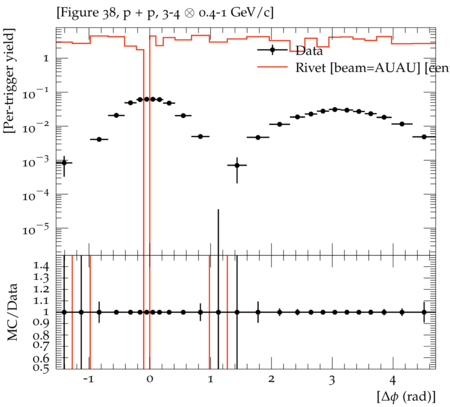 [Figure 38, p + p, 3-4 ⊗ 0.4-1 GeV/c]
[Per-trigger yield]
Data
Rivet [beam=AUAU] [cen
1
10⁻¹
10⁻²
10⁻³
10⁻⁴
10⁻⁵
MC/Data
1.4
1.3
1.2
1.1
1
0.9
0.8
0.7
0.6
0.5
-1 0 1 2 3 4
[Δϕ (rad)]